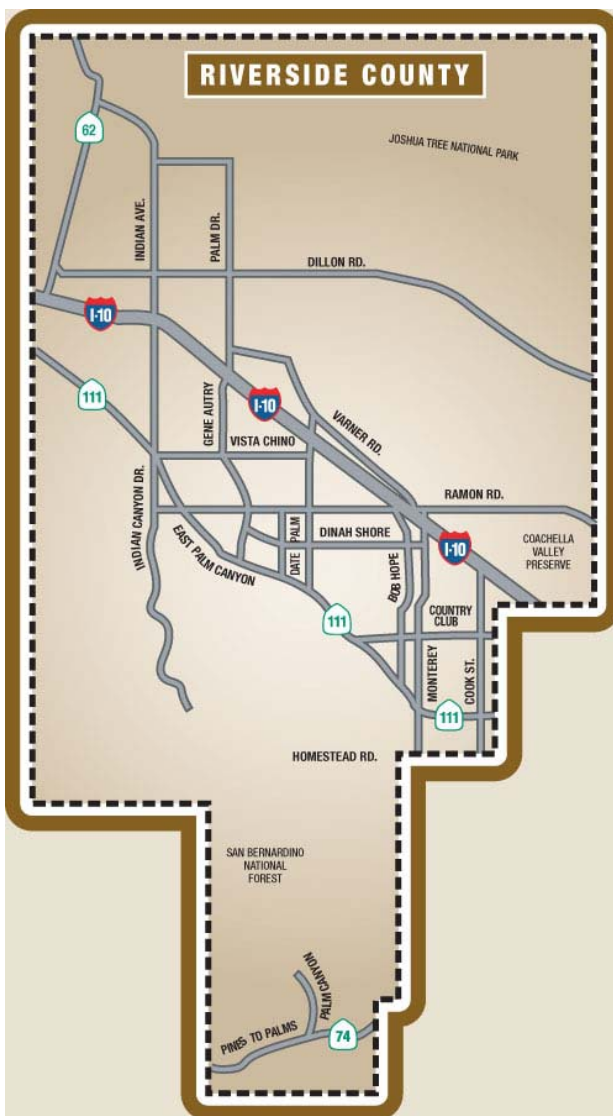 RIVERSIDE COUNTY
62
JOSHUA TREE NATIONAL PARK
INDIAN AVE.
PALM DR.
DILLON RD.
I-10
111
GENE AUTRY
I-10
VARNER RD.
VISTA CHINO
INDIAN CANYON DR.
RAMON RD.
EAST PALM CANYON
DATE PALM
DINAH SHORE
I-10
COACHELLA
VALLEY
PRESERVE
BOB HOPE
111
COUNTRY
CLUB
MONTEREY
COOK ST.
111
HOMESTEAD RD.
SAN BERNARDINO
NATIONAL
FOREST
PALM CANYON
PINES TO PALMS
74